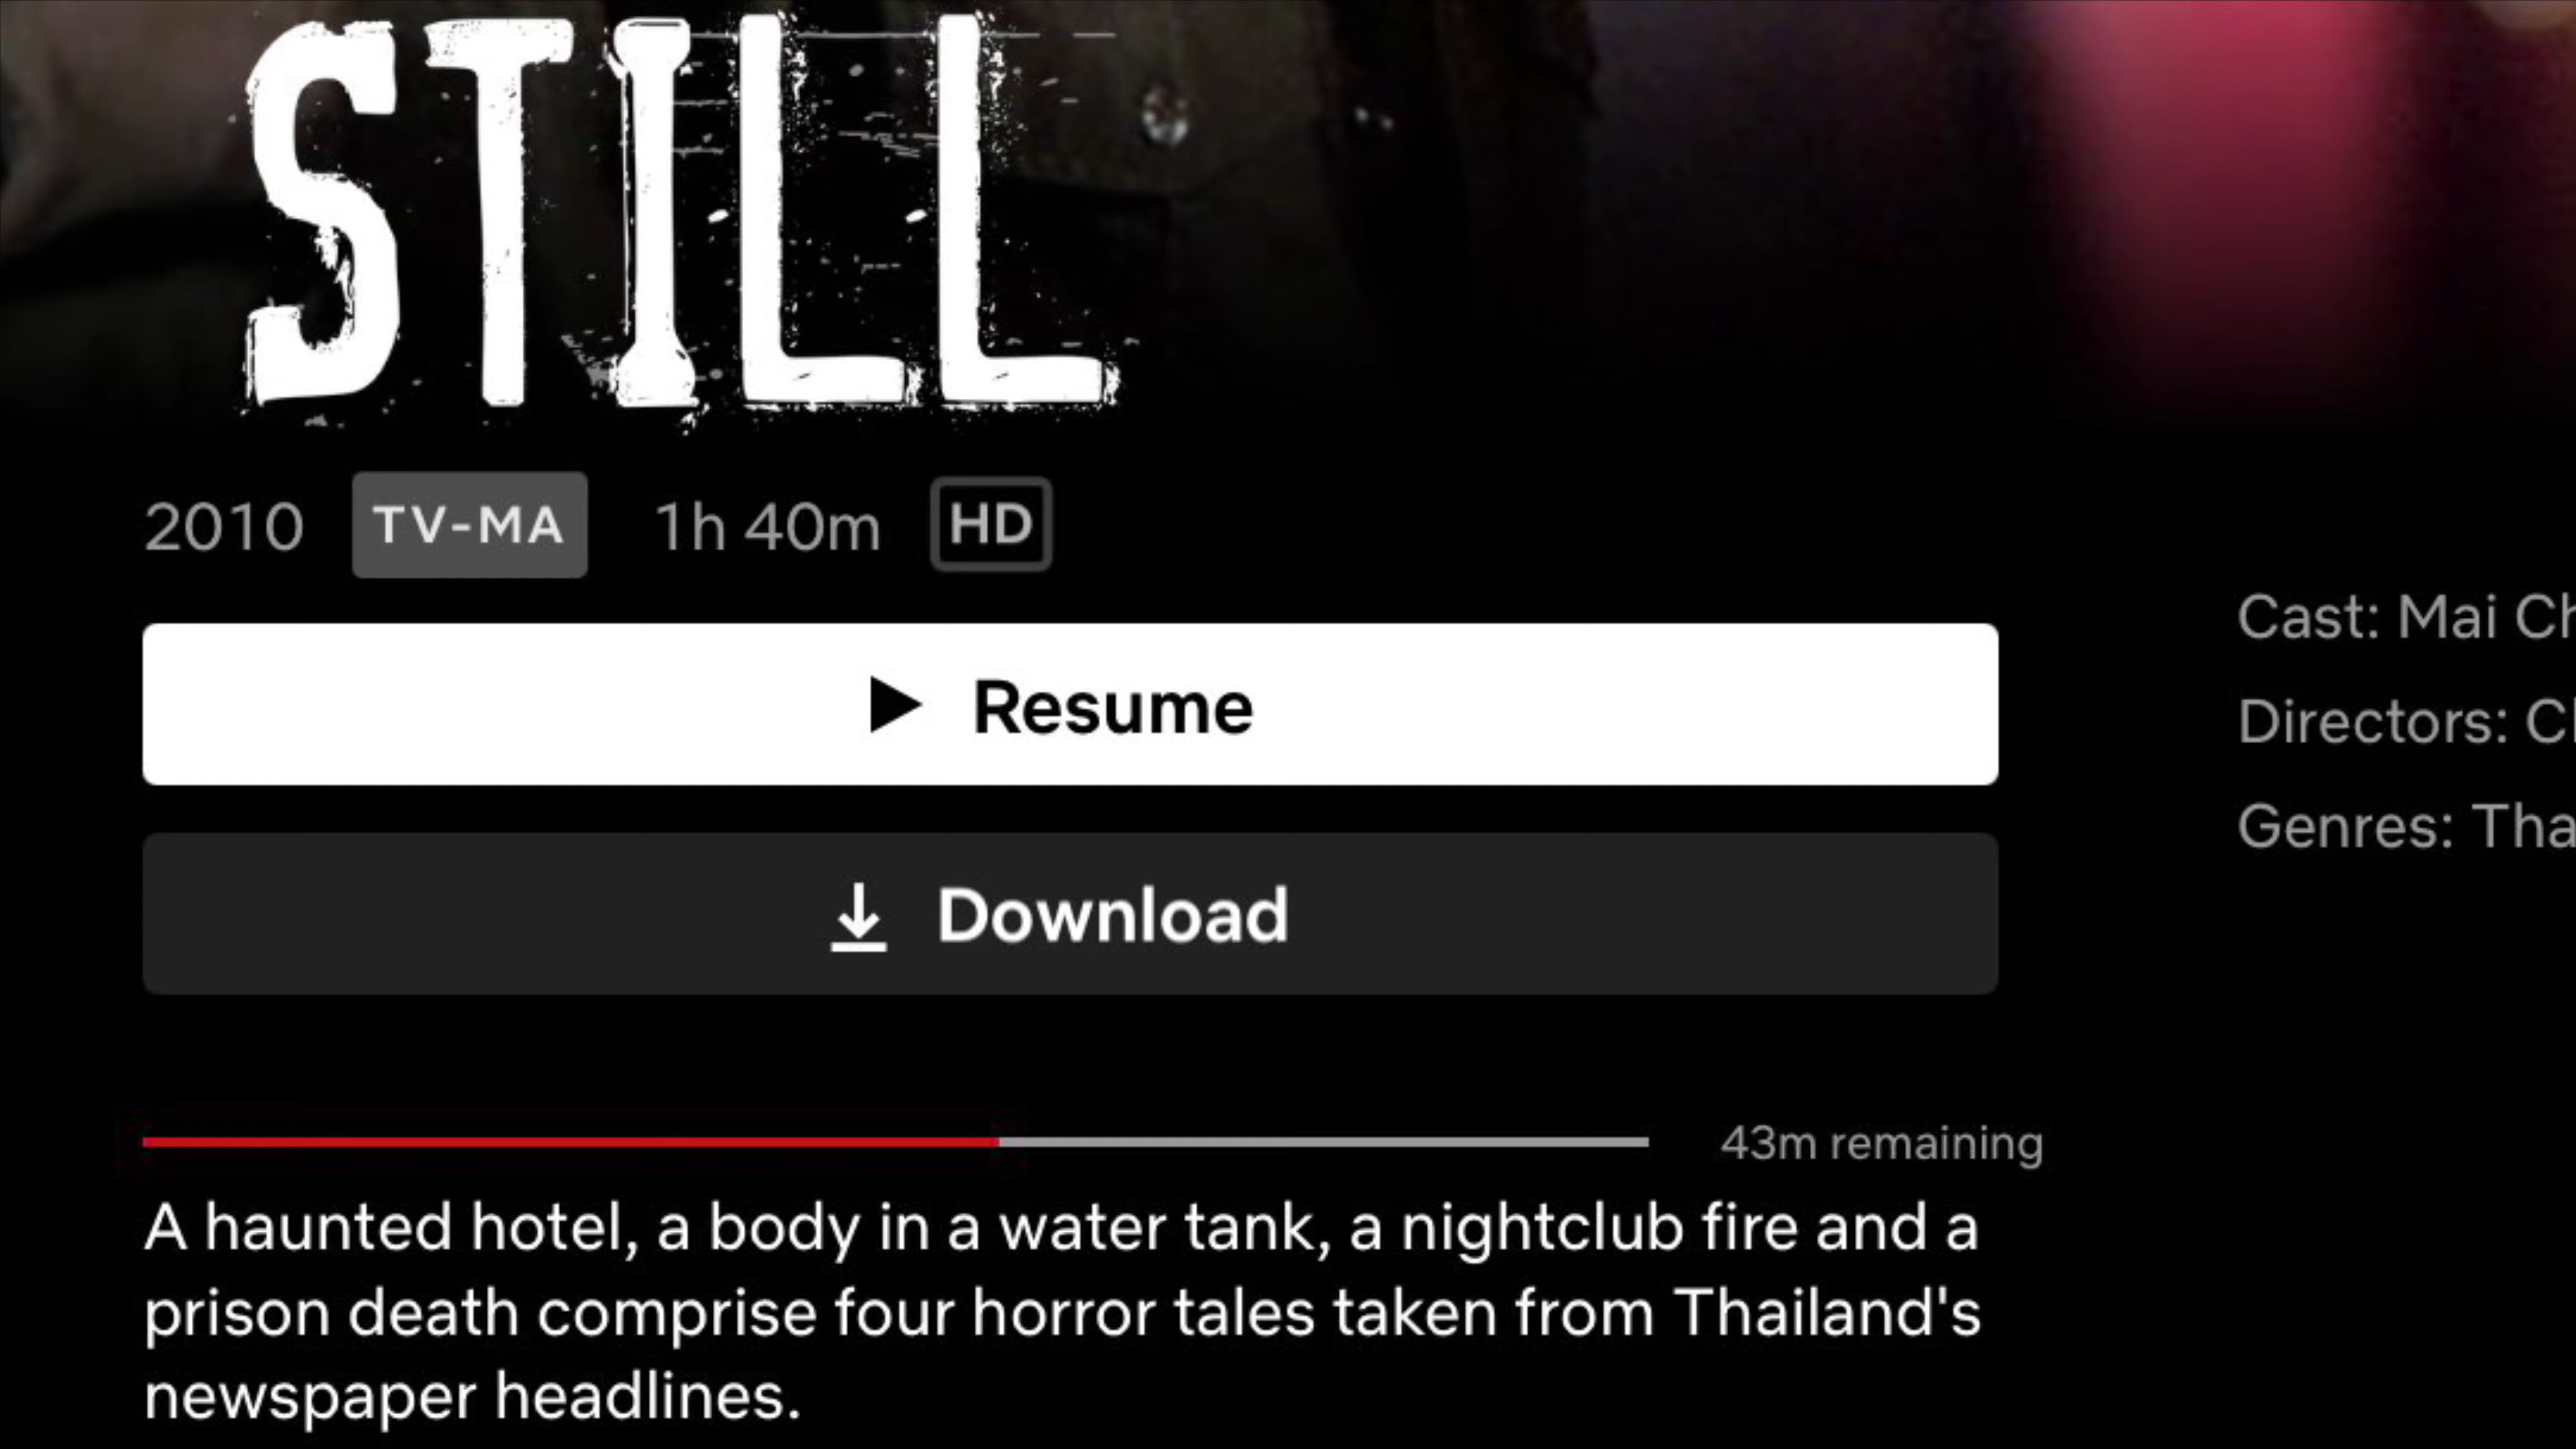 STILL
2010 TV-MA 1h 40m HD
Resume
Download
Cast: Mai
Directors:
Genres:
43m remaining
A haunted hotel, a body in a water tank, a nightclub fire and a
prison death comprise four horror tales taken from Thailand's
newspaper headlines.